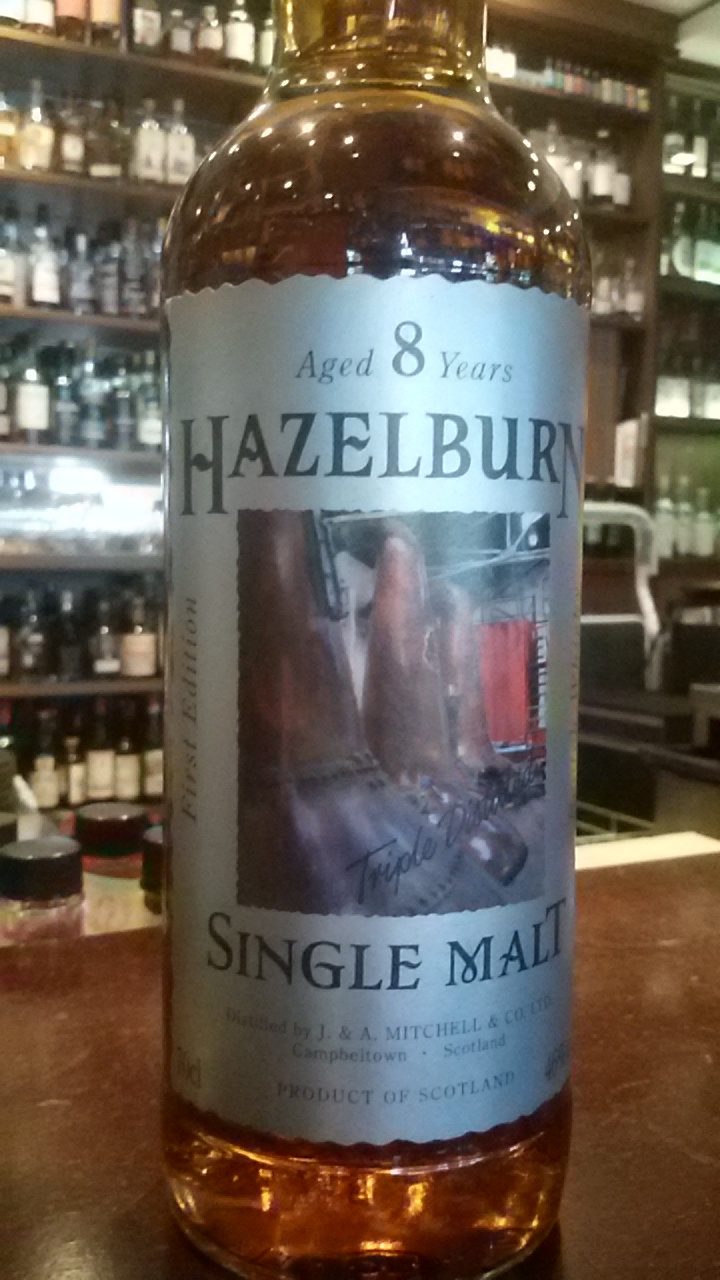 Aged 8 Years
HAZELBURN
First Edition
Triple
SINGLE MALT
Distilled by J. & A. MITCHELL & CO. LTD.
Campbeltown · Scotland
70cl
PRODUCT OF SCOTLAND